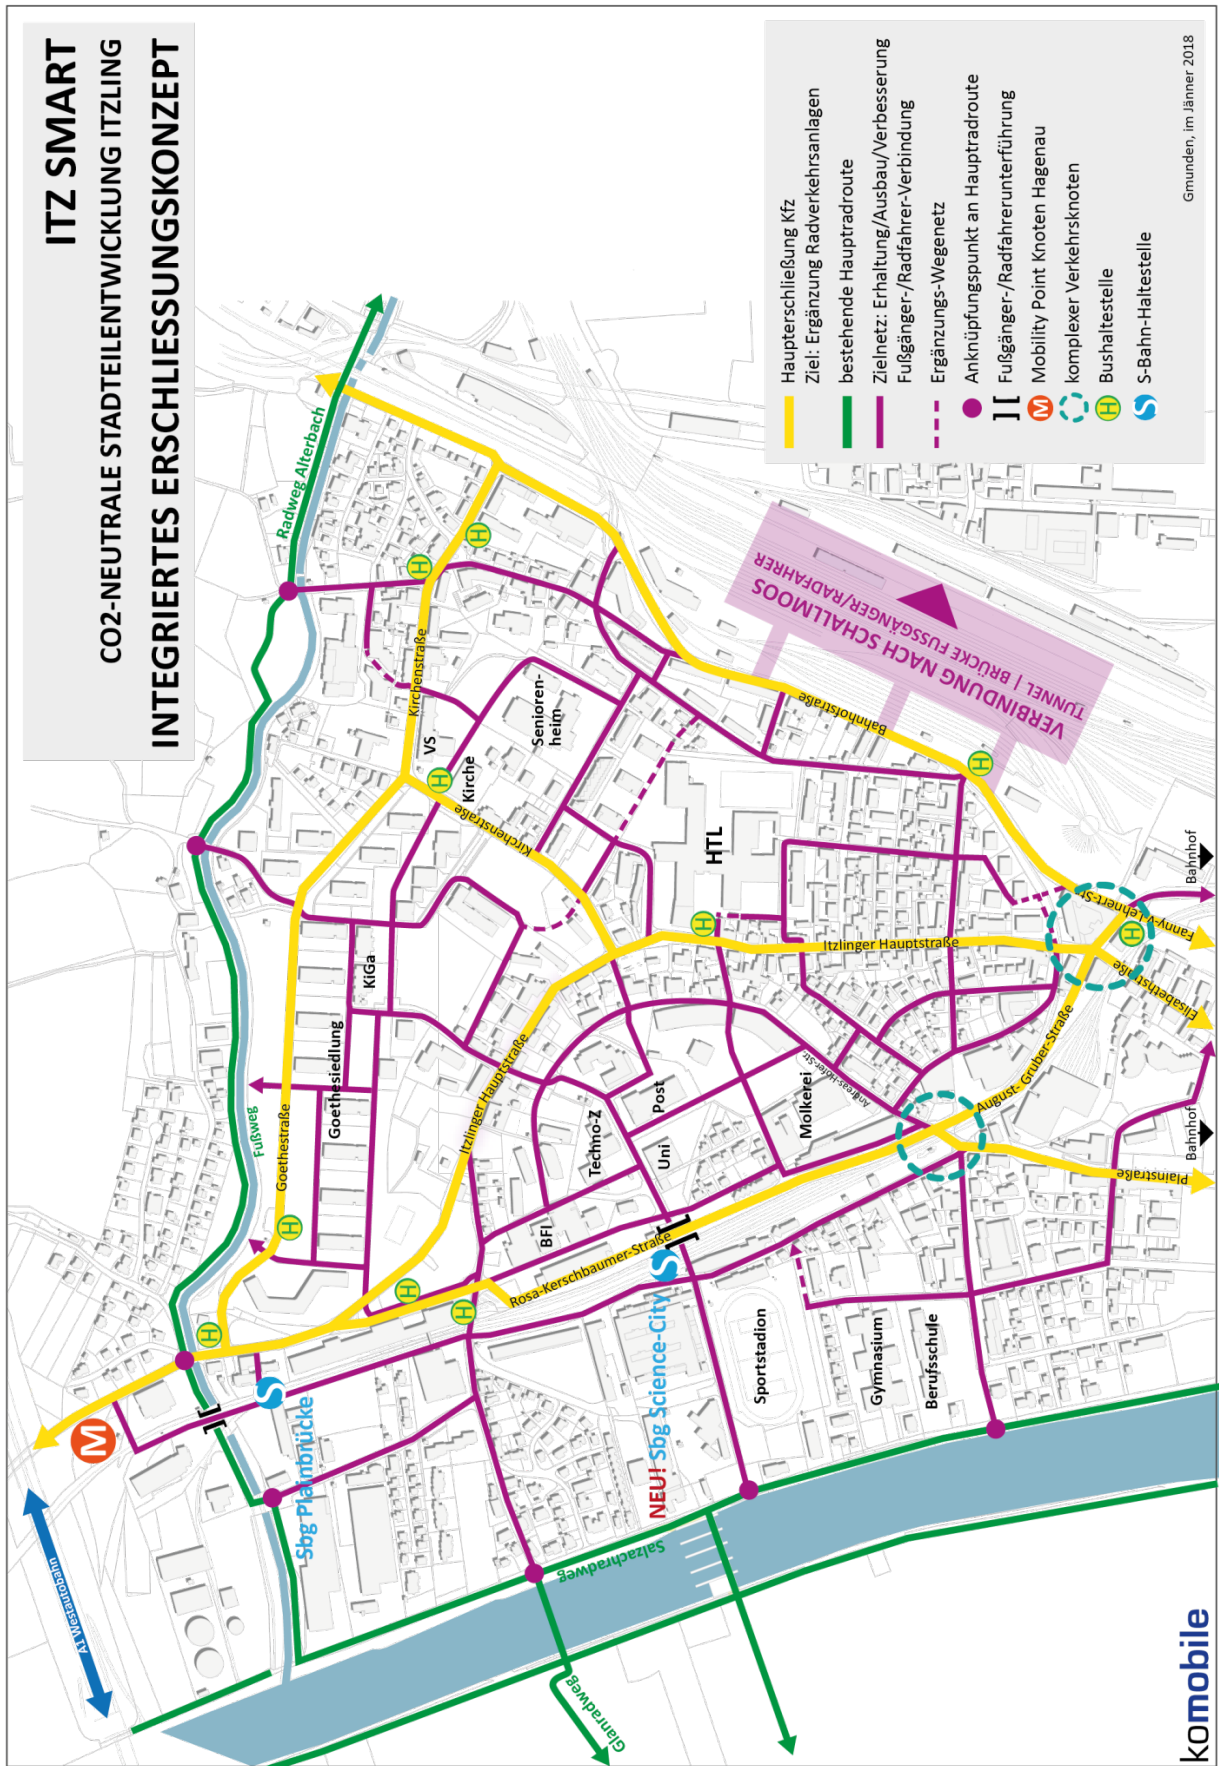 ITZ SMART
CO2-NEUTRALE STADTTEILENTWICKLUNG ITZLING
INTEGRIERTES ERSCHLIESSUNGSKONZEPT
Haupterschließung Kfz
Ziel: Ergänzung Radverkehrsanlagen
bestehende Hauptradroute
Zielnetz: Erhaltung/Ausbau/Verbesserung
Fußgänger-/Radfahrer-Verbindung
Ergänzungs-Wegenetz
Anknüpfungspunkt an Hauptradroute
][ Fußgänger-/Radfahrerunterführung
M Mobility Point Knoten Hagenau
komplexer Verkehrsknoten
H Bushaltestelle
S S-Bahn-Haltestelle
Gmunden, im Jänner 2018
A1 Westautobahn
M
H
S
Sbg Plainbrücke
][
Fußweg
Goethestraße
H
Goethesiedlung
KiGa
Radweg Alterbach
Kirchenstraße
H
H
VS
H
Kirche
Kirchenstraße
Senioren-
heim
H
H
Itzlinger Hauptstraße
BFI
Techno-Z
Uni
Post
Molkerei
HTL
H
Itzlinger Hauptstraße
Andreas-Hofer-Str.
Rosa-Kerschbaumer-Straße
][
S
NEU! Sbg Science-City
Sportstadion
Gymnasium
Berufsschule
August- Gruber-Straße
Plainstraße
Bahnhof
Elisabethstraße
H
Fanny-v-Lehnert-Str.
Bahnhof
Bahnhofstraße
H
VERBINDUNG NACH SCHALLMOOS
TUNNEL | BRÜCKE FUSSGÄNGER/RADFAHRER
Salzachradweg
Glanradweg
komobile